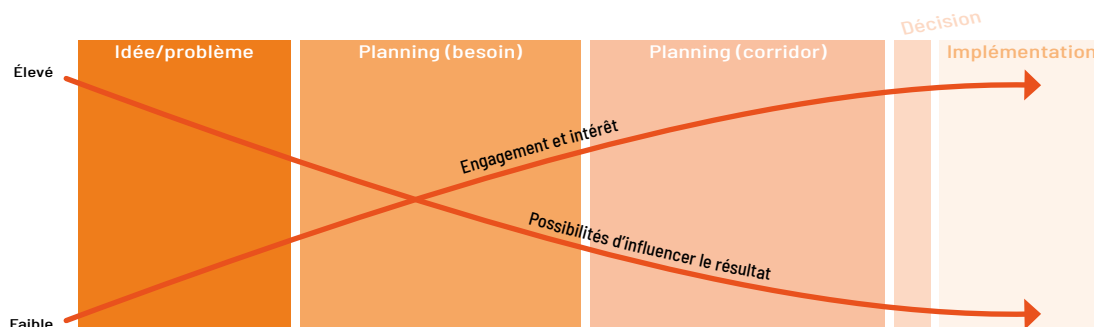 Décision
Idée/problème
Planning (besoin)
Planning (corridor)
Implémentation
Élevé
Engagement et intérêt
Possibilités d'influencer le résultat
Faible